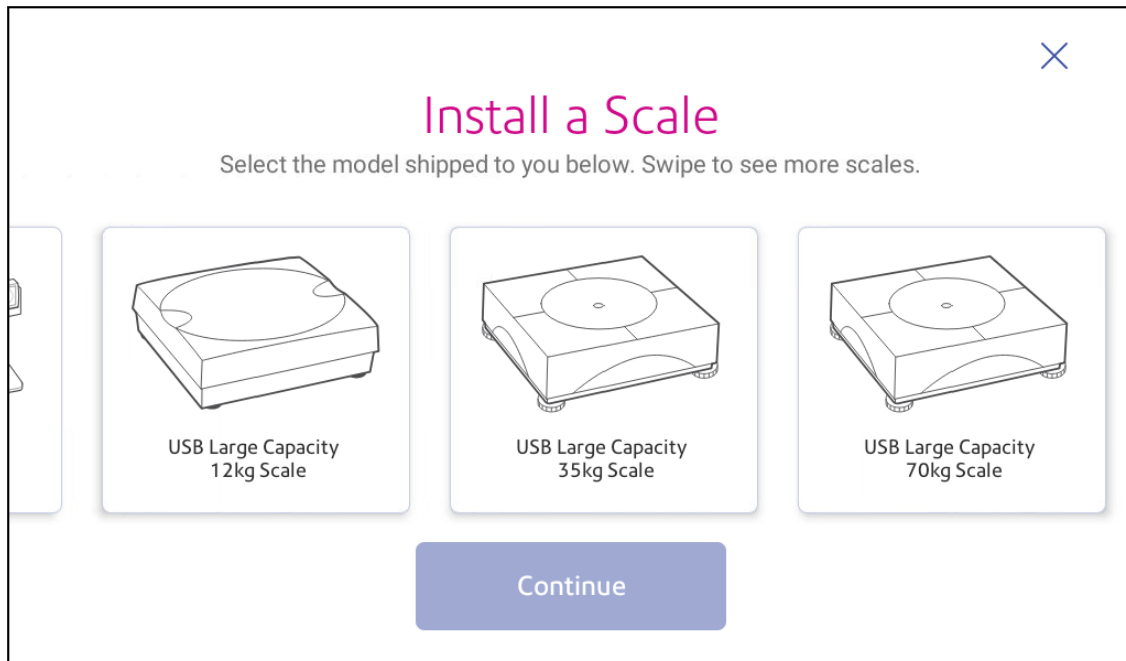 Install a Scale
Select the model shipped to you below. Swipe to see more scales.
USB Large Capacity
12kg Scale
USB Large Capacity
35kg Scale
USB Large Capacity
70kg Scale
Continue